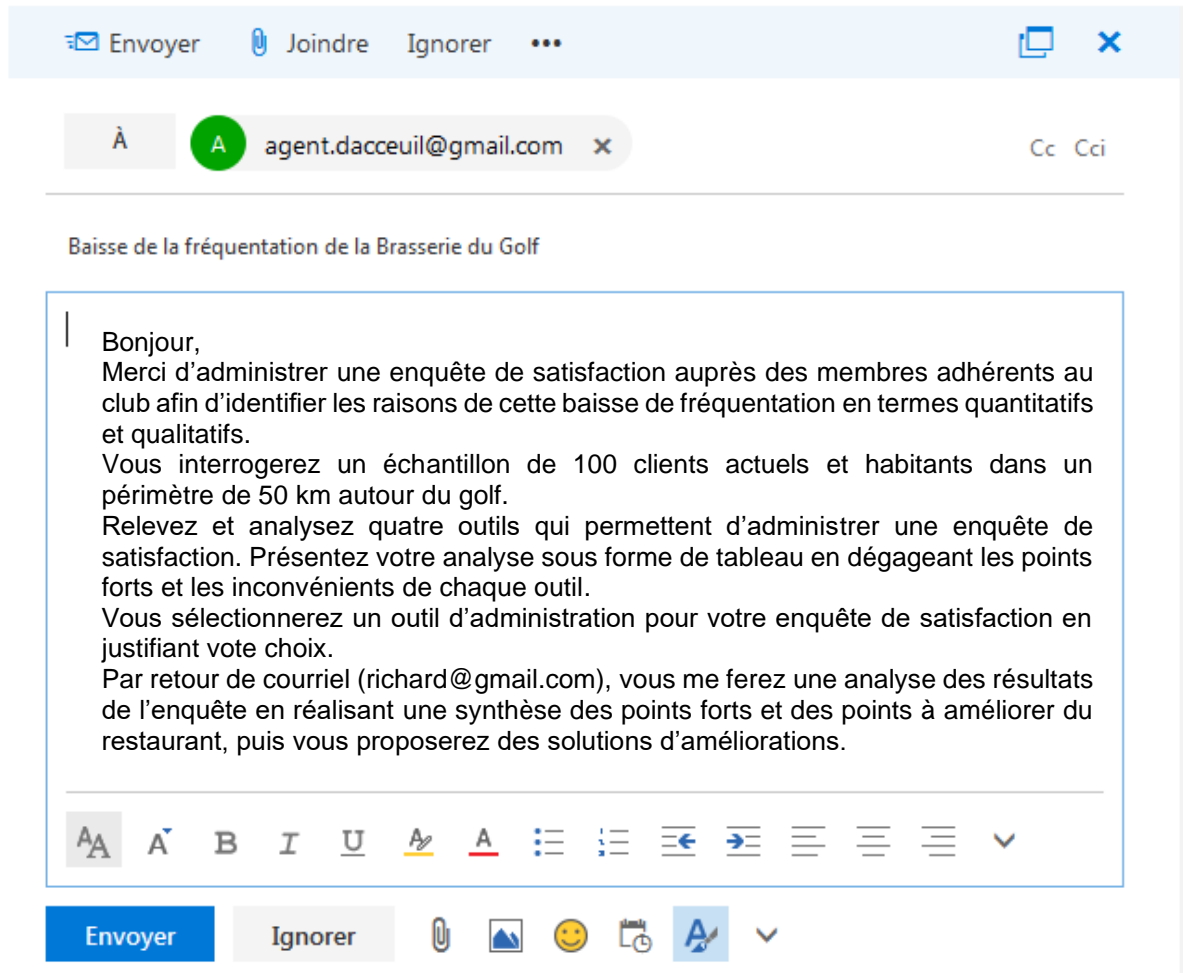 Envoyer Joindre Ignorer •••
À A agent.dacceuil@gmail.com Cc Cci
Baisse de la fréquentation de la Brasserie du Golf
Bonjour,
Merci d'administrer une enquête de satisfaction auprès des membres adhérents au
club afin d'identifier les raisons de cette baisse de fréquentation en termes quantitatifs
et qualitatifs.
Vous interrogerez un échantillon de 100 clients actuels et habitants dans un
périmètre de 50 km autour du golf.
Relevez et analysez quatre outils qui permettent d'administrer une enquête de
satisfaction. Présentez votre analyse sous forme de tableau en dégageant les points
forts et les inconvénients de chaque outil.
Vous sélectionnerez un outil d'administration pour votre enquête de satisfaction en
justifiant vote choix.
Par retour de courriel (richard@gmail.com), vous me ferez une analyse des résultats
de l'enquête en réalisant une synthèse des points forts et des points à améliorer du
restaurant, puis vous proposerez des solutions d'améliorations.
AA A B I U A A
Envoyer Ignorer A